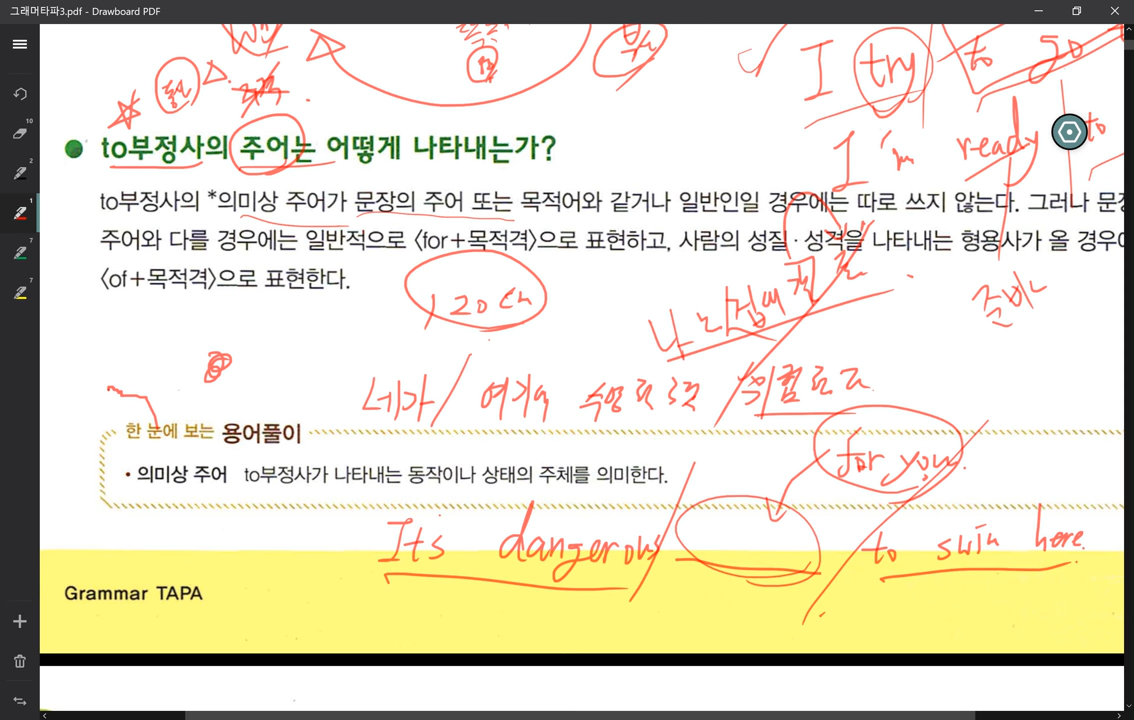 그래머타파3.pdf - Drawboard PDF
I try to go
I'm ready to
to부정사의 주어는 어떻게 나타내는가?
to부정사의 *의미상 주어가 문장의 주어 또는 목적어와 같거나 일반인일 경우에는 따로 쓰지 않는다. 그러나 문장
주어와 다를 경우에는 일반적으로 〈for+목적격〉으로 표현하고, 사람의 성질·성격을 나타내는 형용사가 올 경우에
〈of+목적격〉으로 표현한다.
120cm
준비
네가 여기서 수영
한 눈에 보는 용어풀이
• 의미상 주어 to부정사가 나타내는 동작이나 상태의 주체를 의미한다.
for you.
It's dangerous to swim here.
Grammar TAPA
10
2
1
7
7